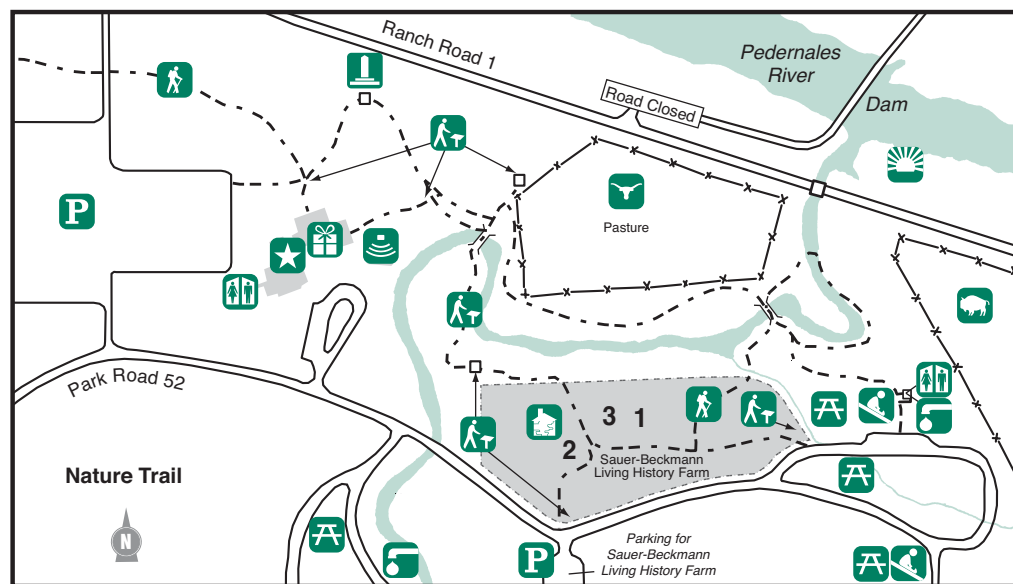 Ranch Road 1
Pedernales
River
Road Closed
Dam
P
Pasture
Park Road 52
3 1
2
Sauer-Beckmann
Living History Farm
Nature Trail
N
P
Parking for
Sauer-Beckmann
Living History Farm